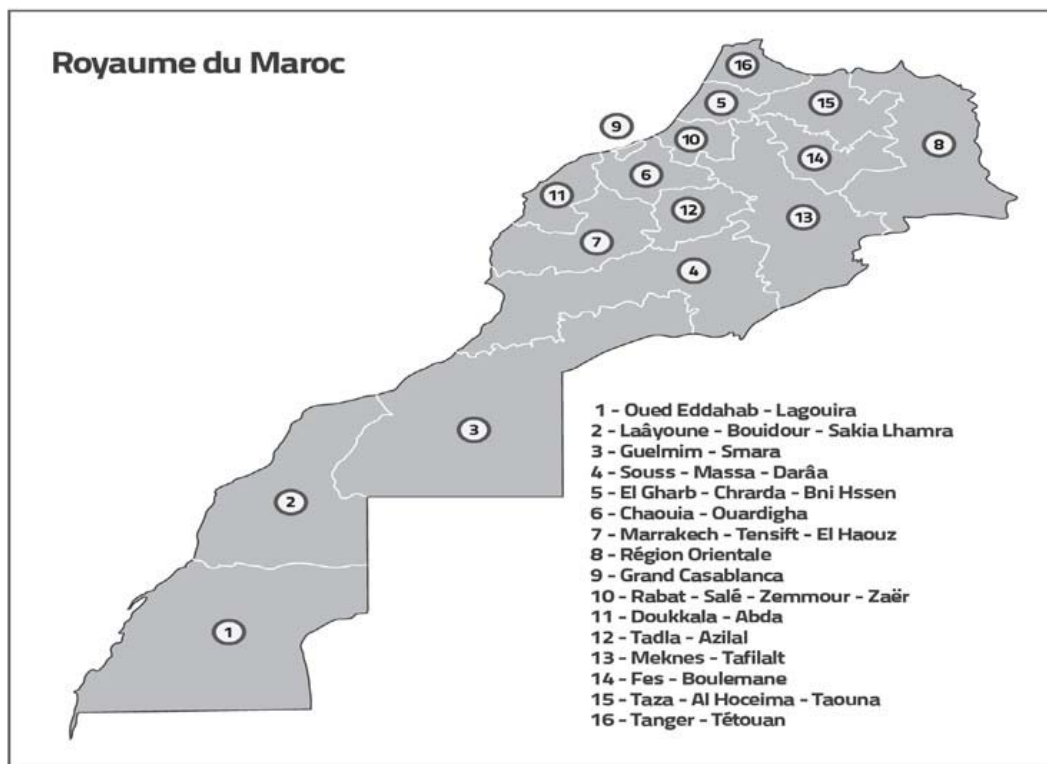 Royaume du Maroc
16
5
15
9
10
8
14
6
11
12
13
7
4
3
2
1
1 - Oued Eddahab - Lagouira
2 - Laâyoune - Bouidour - Sakia Lhamra
3 - Guelmim - Smara
4 - Souss - Massa - Darâa
5 - El Gharb - Chrarda - Bni Hssen
6 - Chaouia - Ouardigha
7 - Marrakech - Tensift - El Haouz
8 - Région Orientale
9 - Grand Casablanca
10 - Rabat - Salé - Zemmour - Zaër
11 - Doukkala - Abda
12 - Tadla - Azilal
13 - Meknes - Tafilalt
14 - Fes - Boulemane
15 - Taza - Al Hoceima - Taouna
16 - Tanger - Tétouan